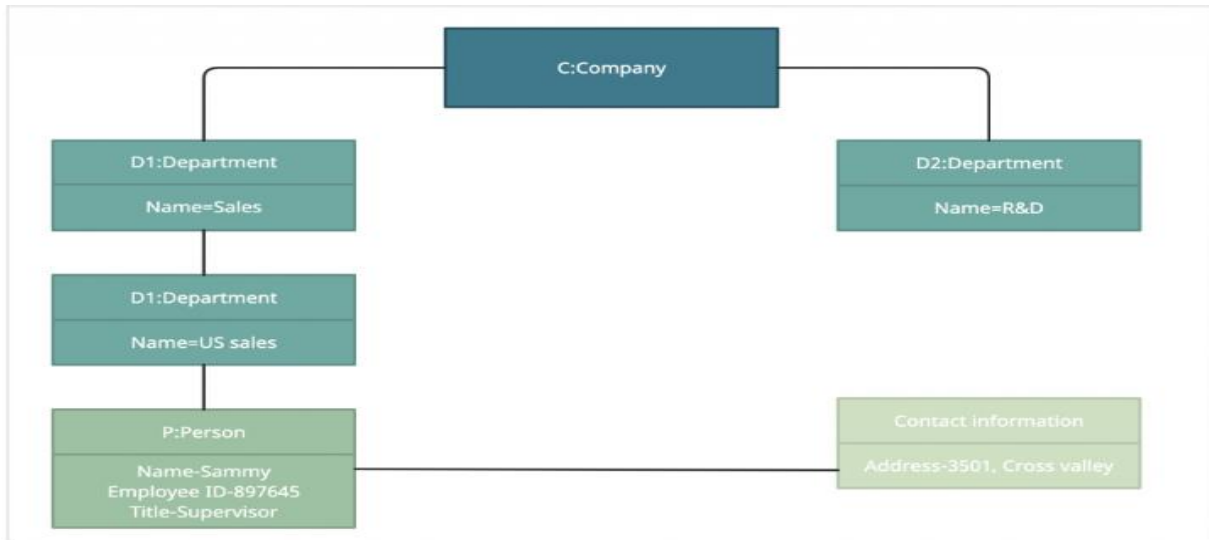 C:Company
D1:Department
Name=Sales
D2:Department
Name=R&D
D1:Department
Name=US sales
P:Person
Name-Sammy
Employee ID-897645
Title-Supervisor
Contact information
Address-3501, Cross valley